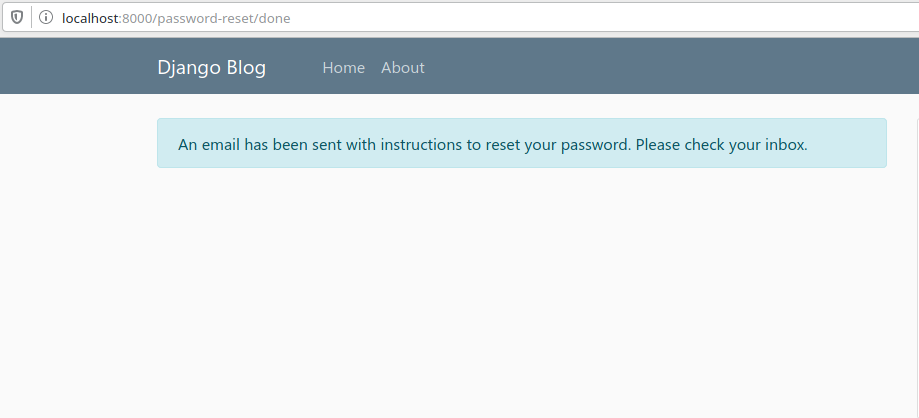 localhost:8000/password-reset/done
Django Blog Home About
An email has been sent with instructions to reset your password. Please check your inbox.